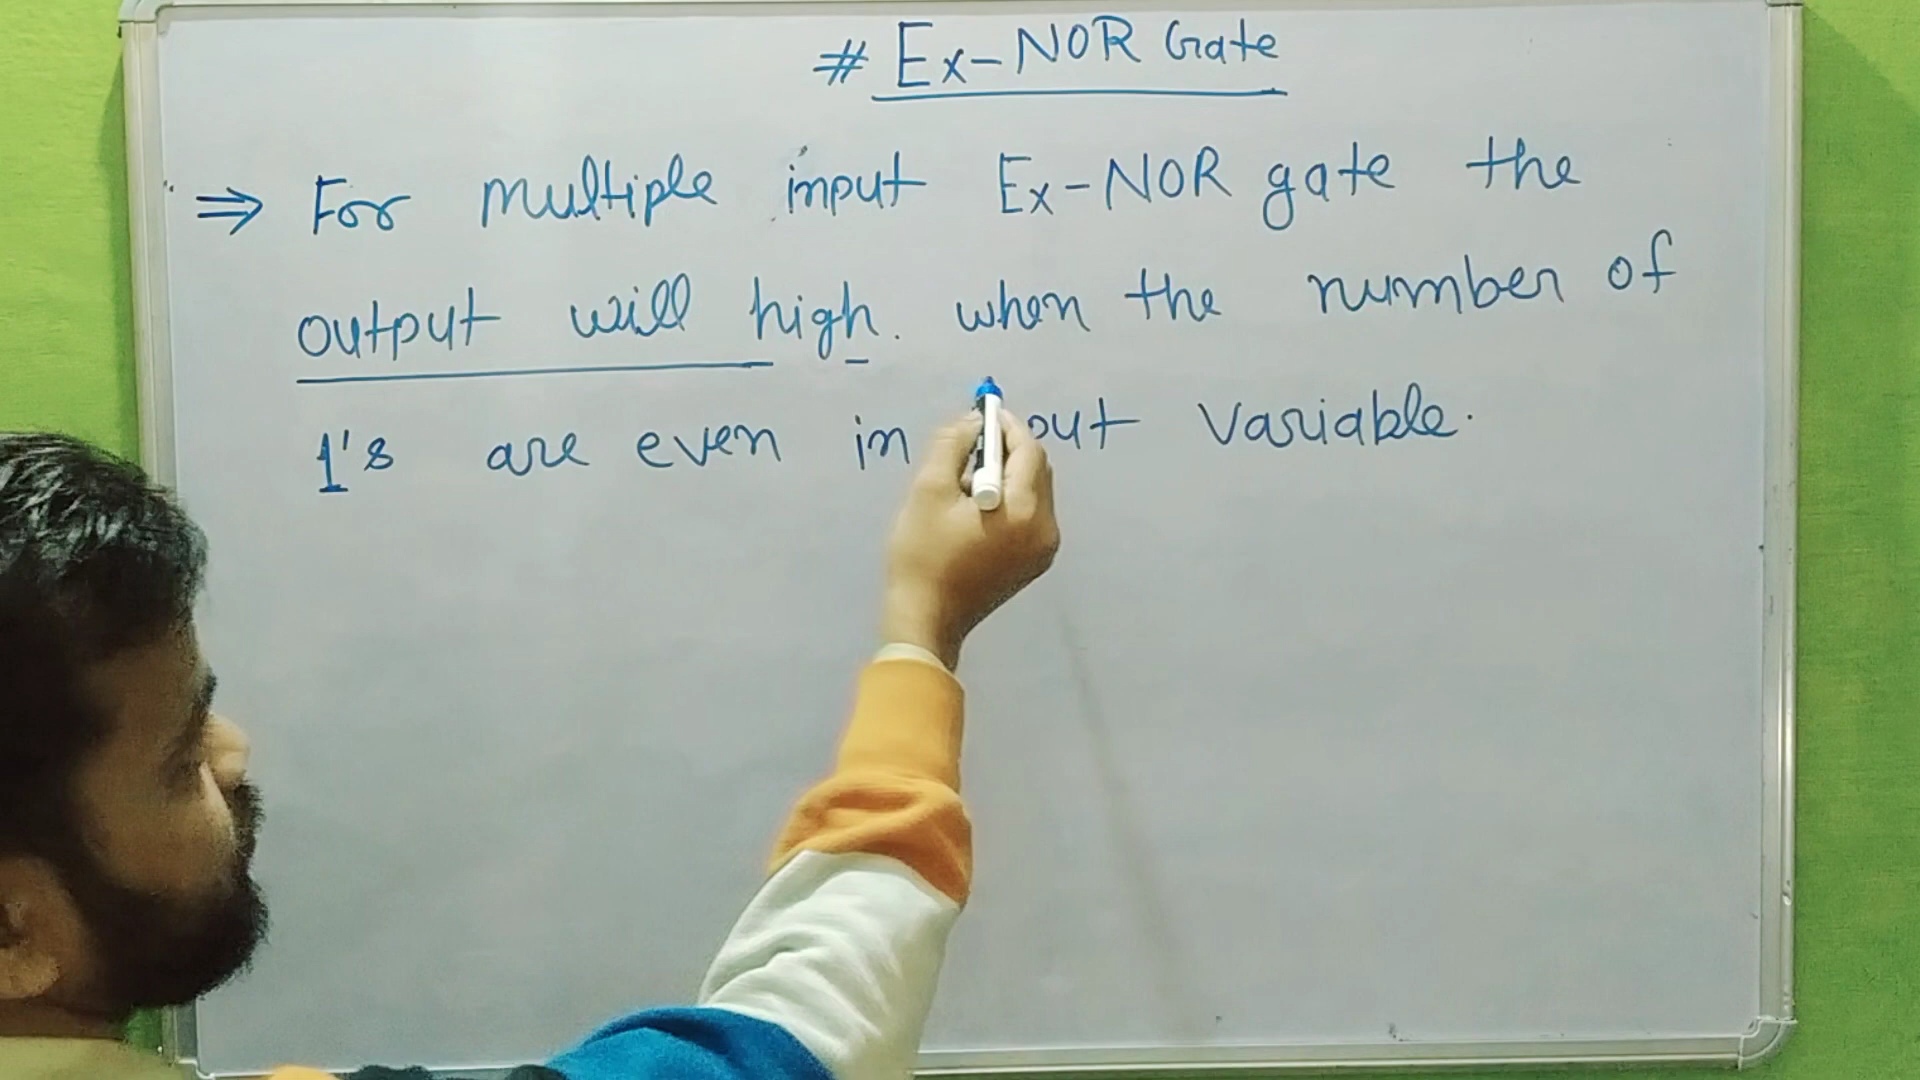 # Ex-NOR Gate
⇒ For multiple input Ex-NOR gate the
output will high. when the number of
1's are even in out variable.